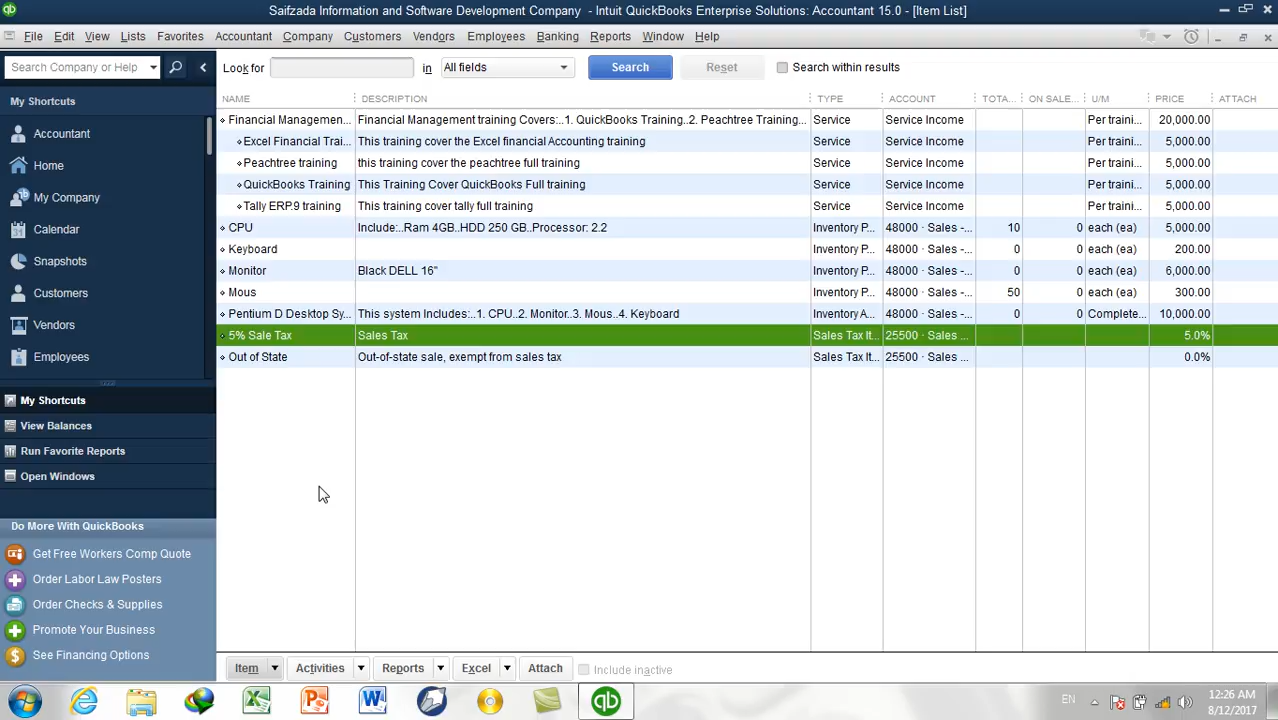 Saifzada Information and Software Development Company - Intuit QuickBooks Enterprise Solutions: Accountant 15.0 - [Item List]
File Edit View Lists Favorites Accountant Company Customers Vendors Employees Banking Reports Window Help
Search Company or Help
Look for in All fields Search Reset Search within results
My Shortcuts
Accountant
Home
My Company
Calendar
Snapshots
Customers
Vendors
Employees
My Shortcuts
View Balances
Run Favorite Reports
Open Windows
Do More With QuickBooks
Get Free Workers Comp Quote
Order Labor Law Posters
Order Checks & Supplies
Promote Your Business
See Financing Options
NAME DESCRIPTION TYPE ACCOUNT TOTA... ON SALE... U/M PRICE ATTACH
Financial Managemen... Financial Management training Covers:..1. QuickBooks Training..2. Peachtree Training... Service Service Income Per traini... 20,000.00
Excel Financial Trai... This training cover the Excel financial Accounting training Service Service Income Per traini... 5,000.00
Peachtree training this training cover the peachtree full training Service Service Income Per traini... 5,000.00
QuickBooks Training This Training Cover QuickBooks Full training Service Service Income Per traini... 5,000.00
Tally ERP.9 training This training cover tally full training Service Service Income Per traini... 5,000.00
CPU Include:..Ram 4GB..HDD 250 GB..Processor: 2.2 Inventory P... 48000 · Sales -... 10 0 each (ea) 5,000.00
Keyboard Inventory P... 48000 · Sales -... 0 0 each (ea) 200.00
Monitor Black DELL 16" Inventory P... 48000 · Sales -... 0 0 each (ea) 6,000.00
Mous Inventory P... 48000 · Sales -... 50 0 each (ea) 300.00
Pentium D Desktop Sy... This system Includes:..1. CPU..2. Monitor..3. Mous..4. Keyboard Inventory A... 48000 · Sales -... 0 0 Complete... 10,000.00
5% Sale Tax Sales Tax Sales Tax It... 25500 · Sales ... 5.0%
Out of State Out-of-state sale, exempt from sales tax Sales Tax It... 25500 · Sales ... 0.0%
Item Activities Reports Excel Attach Include inactive
EN
12:26 AM
8/12/2017